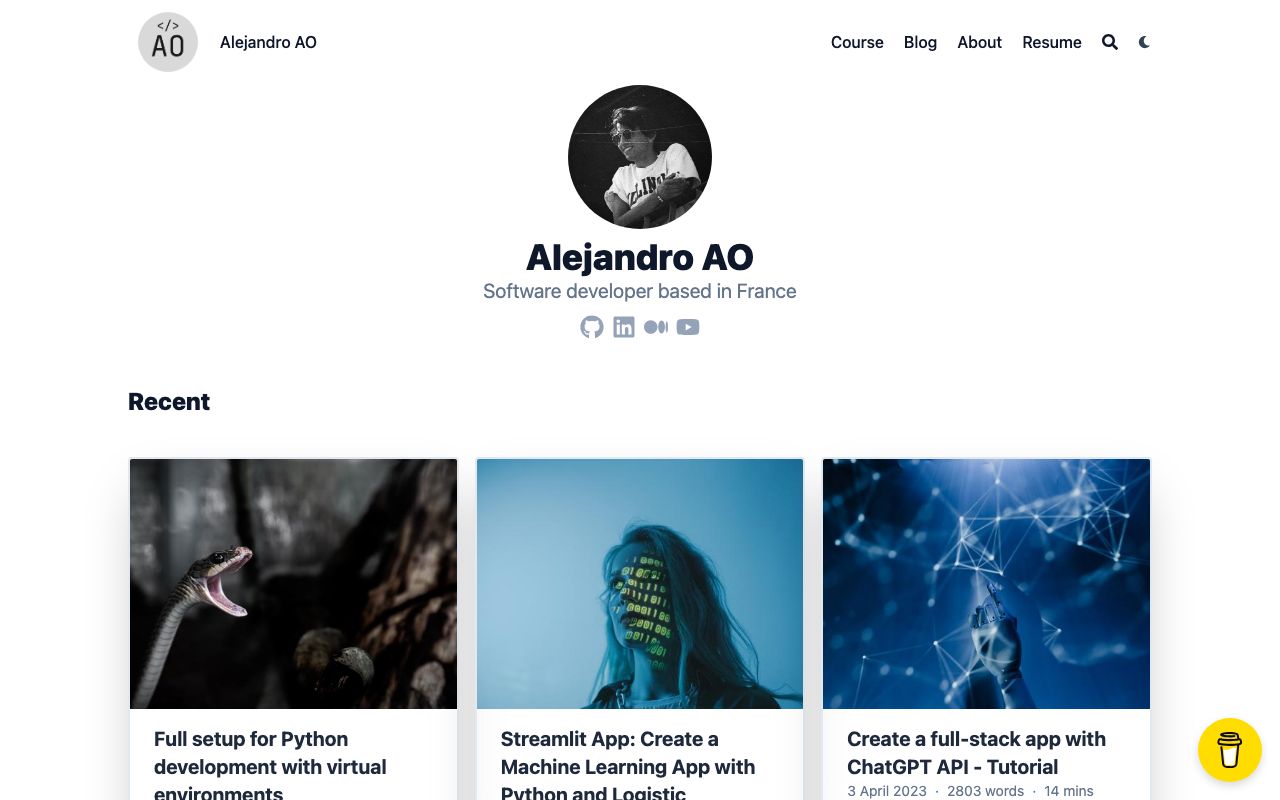 </>
AO
Alejandro AO
Course
Blog
About
Resume
Alejandro AO
Software developer based in France
Recent
Full setup for Python
development with virtual
environments
Streamlit App: Create a
Machine Learning App with
Python and Logistic
Create a full-stack app with
ChatGPT API - Tutorial
3 April 2023 · 2803 words · 14 mins